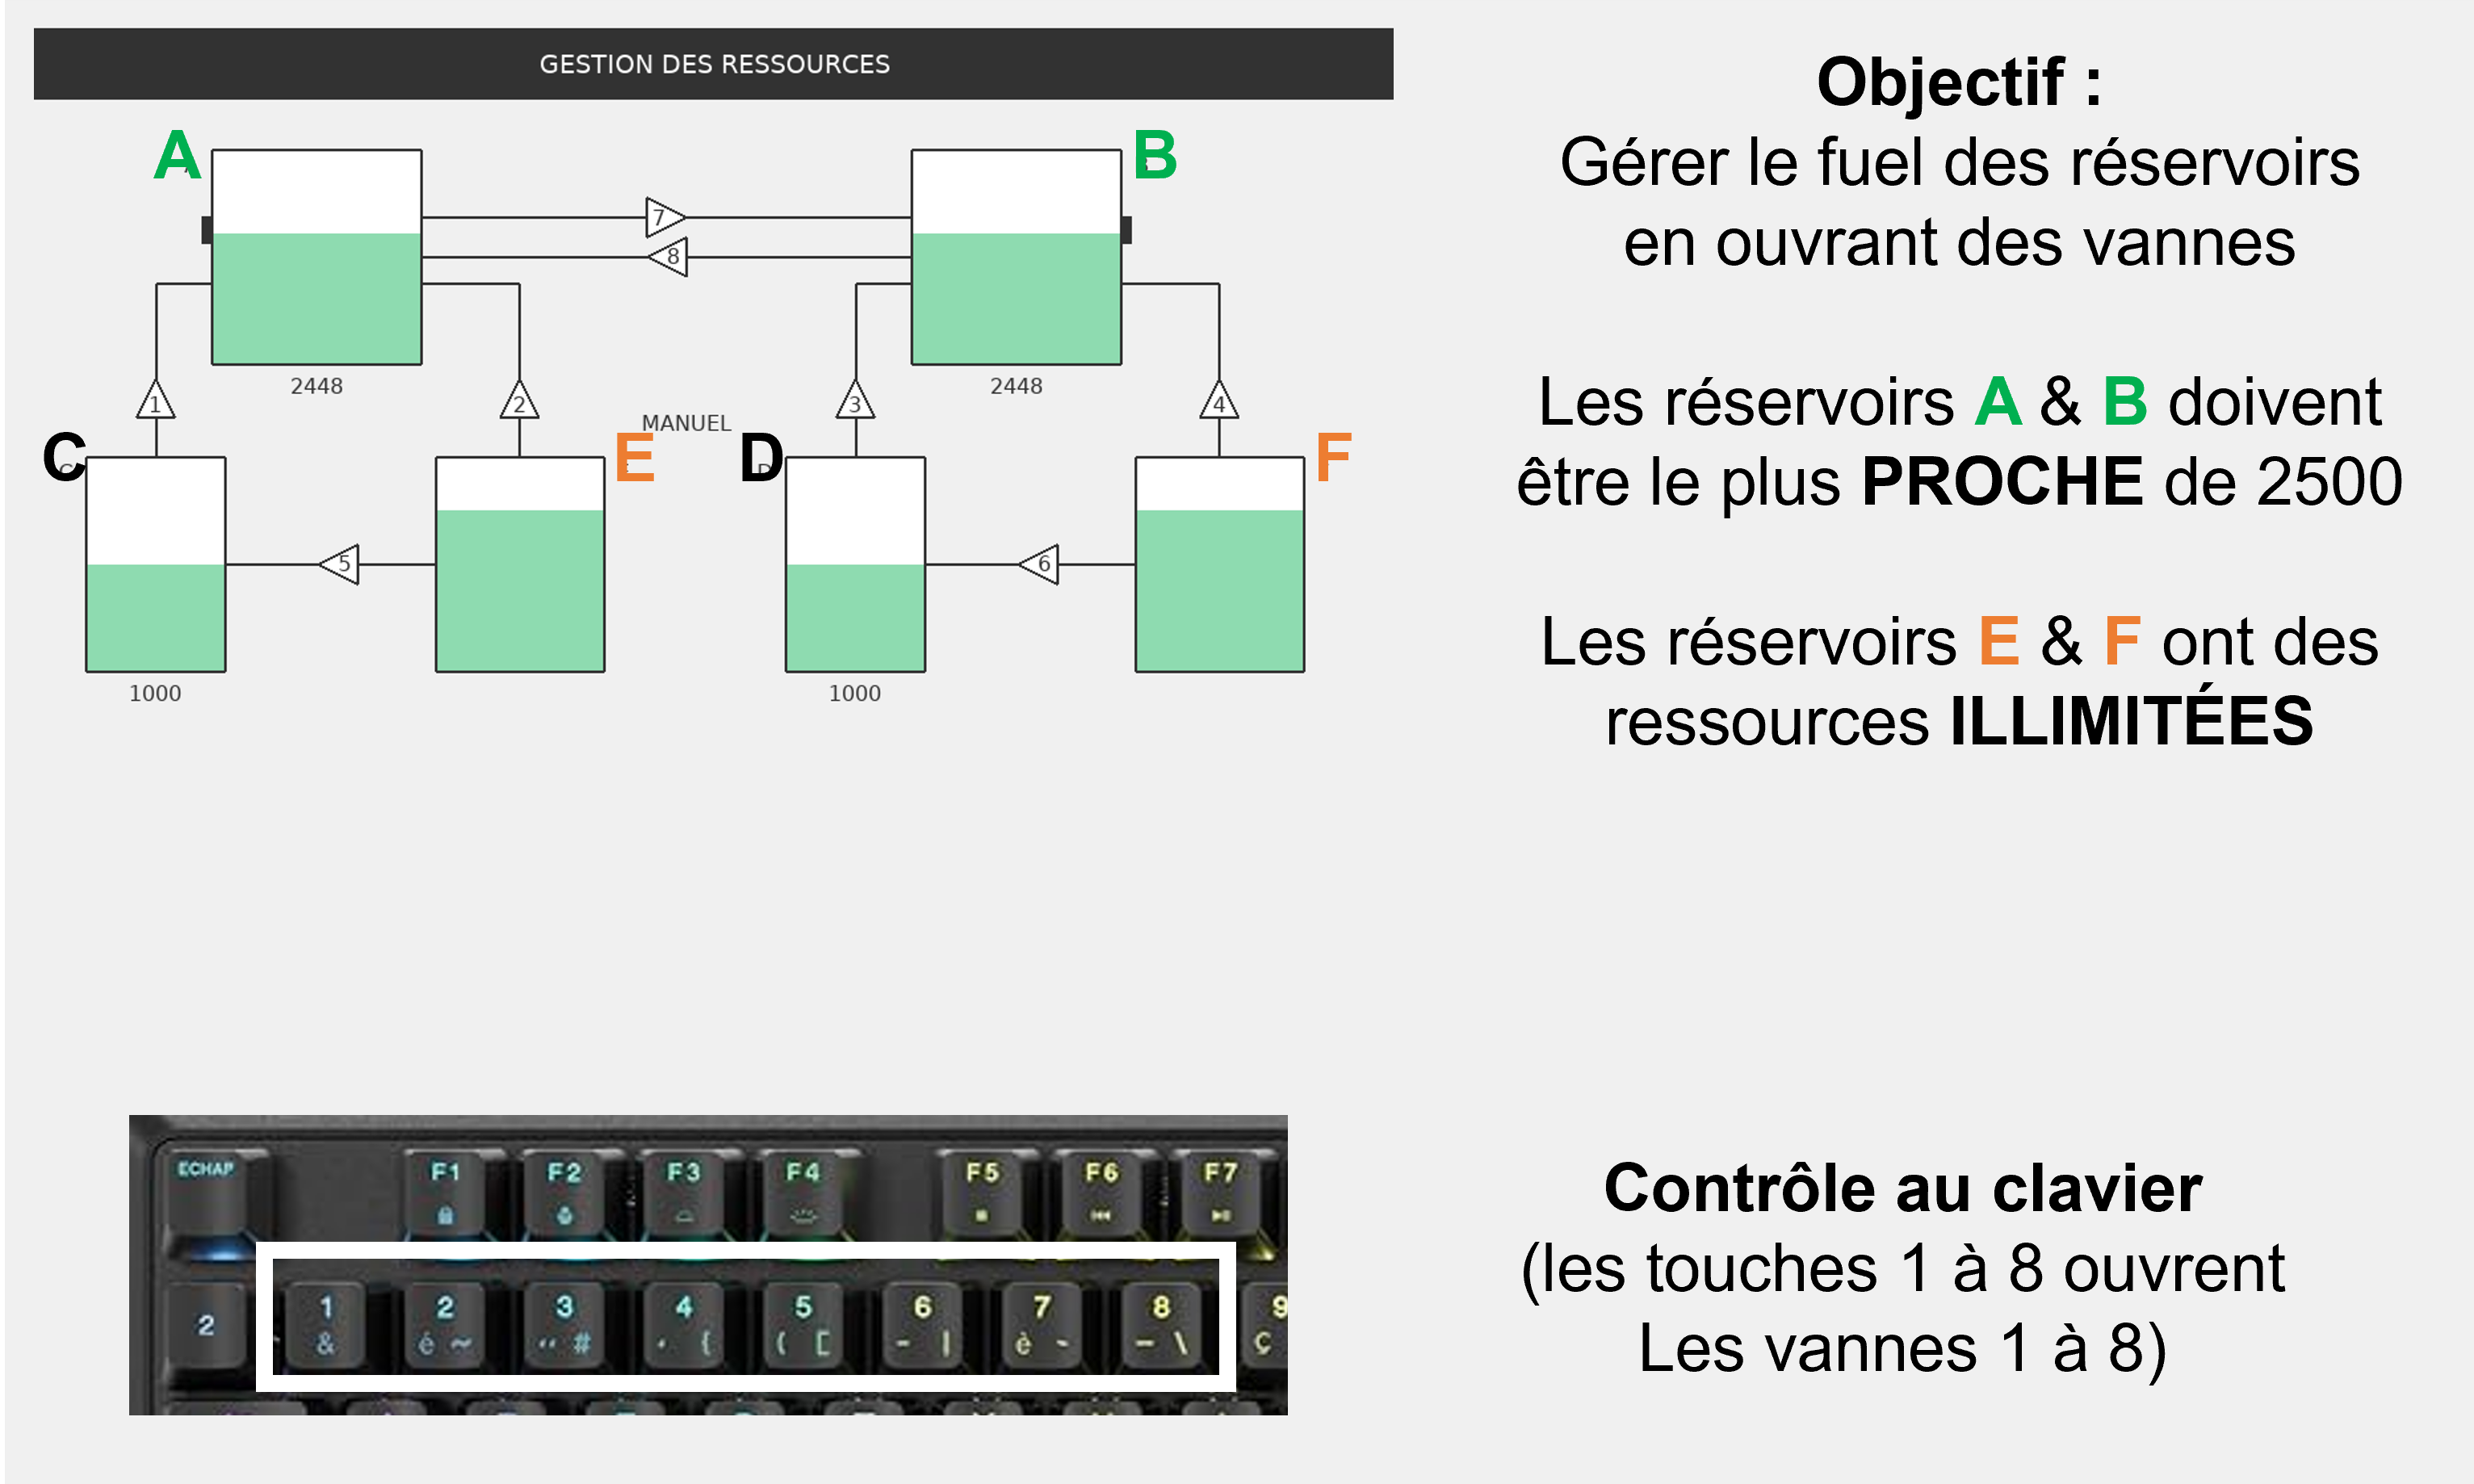 GESTION DES RESSOURCES
A
B
7
8
1
2
3
4
2448
2448
MANUEL
C
E
D
F
5
6
1000
1000
Objectif :
Gérer le fuel des réservoirs
en ouvrant des vannes
Les réservoirs A & B doivent
être le plus PROCHE de 2500
Les réservoirs E & F ont des
ressources ILLIMITÉES
ECHAP F1 F2 F3 F4 F5 F6 F7
2 1 2 3 4 5 6 7 8 9
& é ~ # { ( [ - | è \ ç
Contrôle au clavier
(les touches 1 à 8 ouvrent
Les vannes 1 à 8)